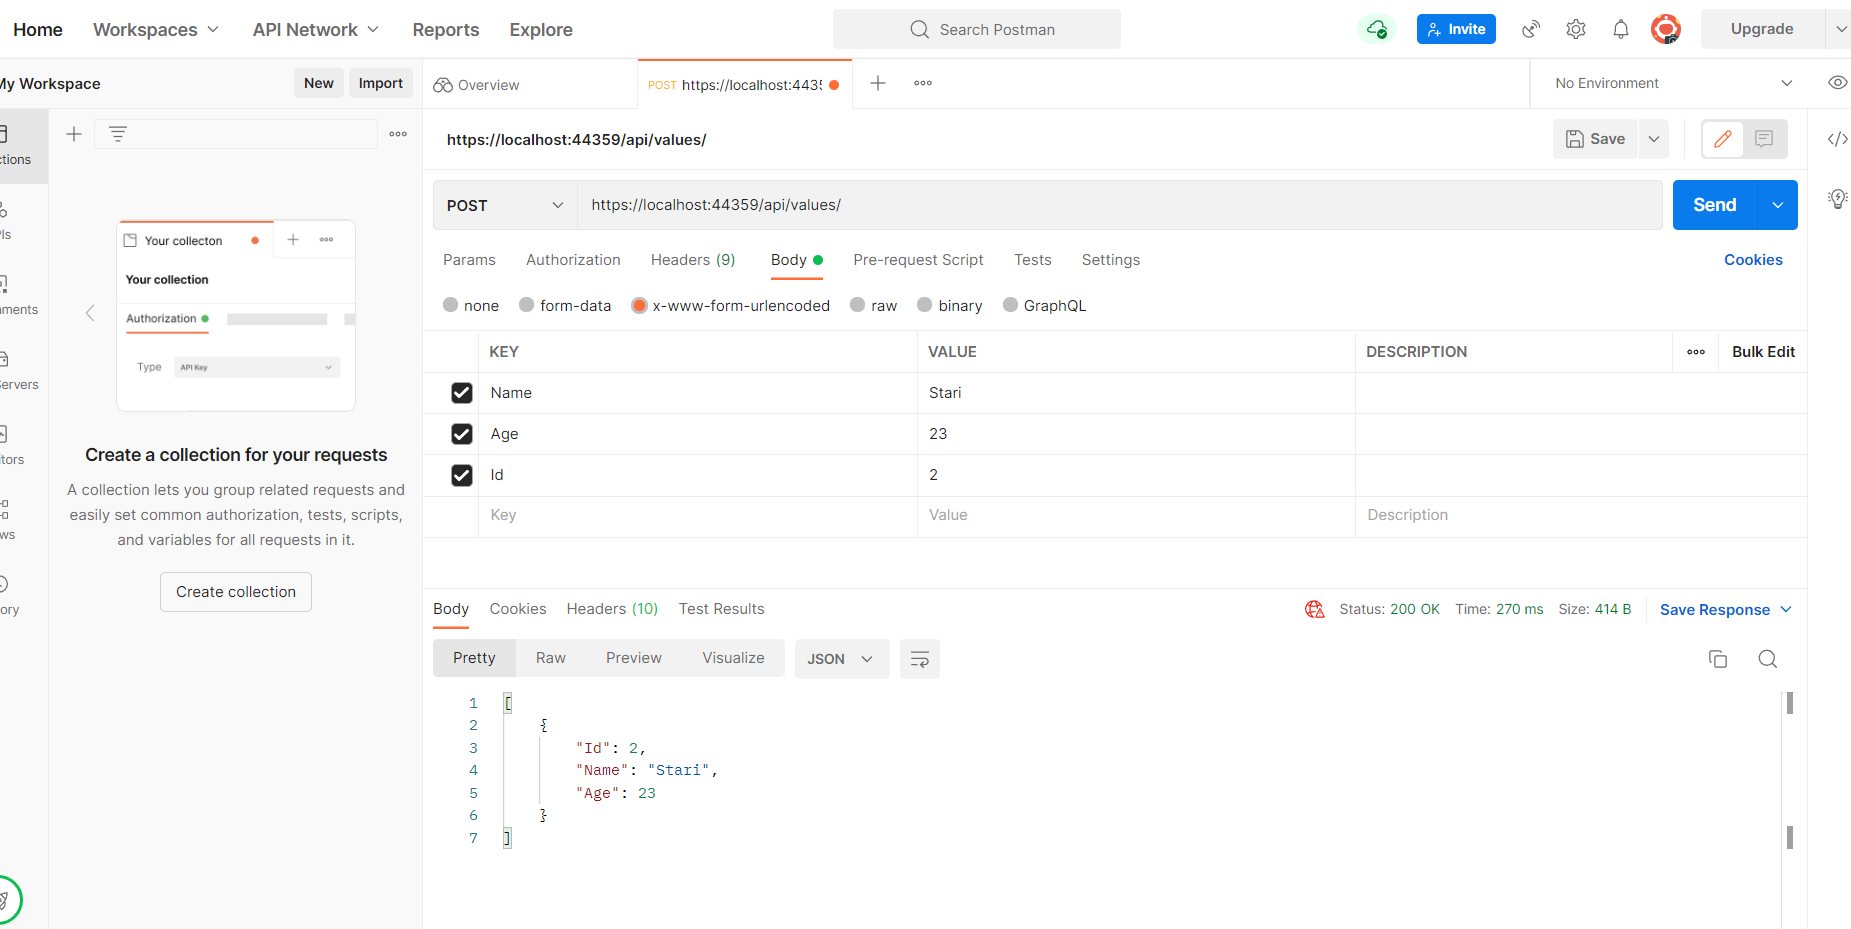 Home Workspaces API Network Reports Explore Search Postman Invite Upgrade
My Workspace New Import Overview POST https://localhost:4435 No Environment
https://localhost:44359/api/values/ Save
ctions
POST https://localhost:44359/api/values/ Send
PIs
Your collecton
Params Authorization Headers (9) Body Pre-request Script Tests Settings Cookies
Your collection
none form-data x-www-form-urlencoded raw binary GraphQL
nments
Authorization
KEY VALUE DESCRIPTION Bulk Edit
Type API Key
Servers
Name Stari
Age 23
Create a collection for your requests
itors
Id 2
A collection lets you group related requests and
easily set common authorization, tests, scripts,
Key Value Description
ws
and variables for all requests in it.
Create collection
ory
Body Cookies Headers (10) Test Results Status: 200 OK Time: 270 ms Size: 414 B Save Response
Pretty Raw Preview Visualize JSON
1 [
2 {
3 "Id": 2,
4 "Name": "Stari",
5 "Age": 23
6 }
7 ]